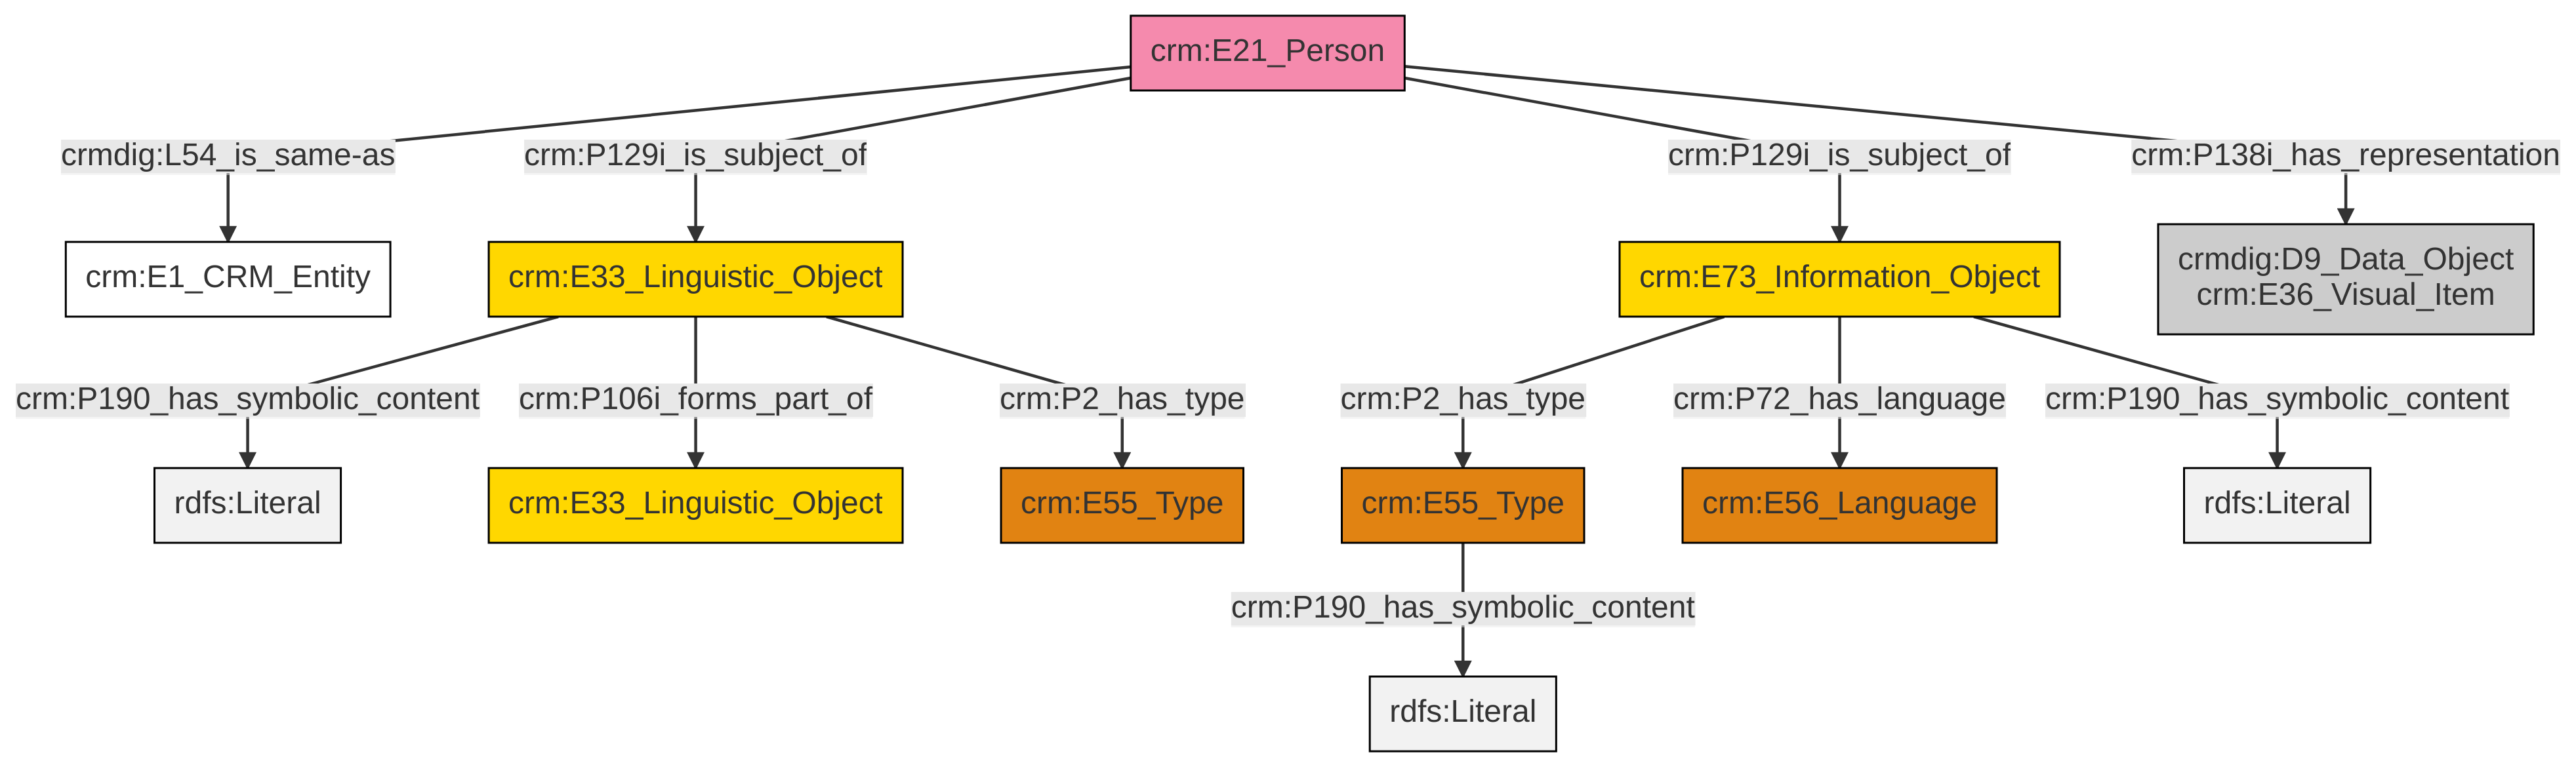 crm:E21_Person
crmdig:L54_is_same-as
crm:P129i_is_subject_of
crm:P129i_is_subject_of
crm:P138i_has_representation
crm:E1_CRM_Entity
crm:E33_Linguistic_Object
crm:E73_Information_Object
crmdig:D9_Data_Object
crm:E36_Visual_Item
crm:P190_has_symbolic_content
crm:P106i_forms_part_of
crm:P2_has_type
crm:P2_has_type
crm:P72_has_language
crm:P190_has_symbolic_content
rdfs:Literal
crm:E33_Linguistic_Object
crm:E55_Type
crm:E55_Type
crm:E56_Language
rdfs:Literal
crm:P190_has_symbolic_content
rdfs:Literal